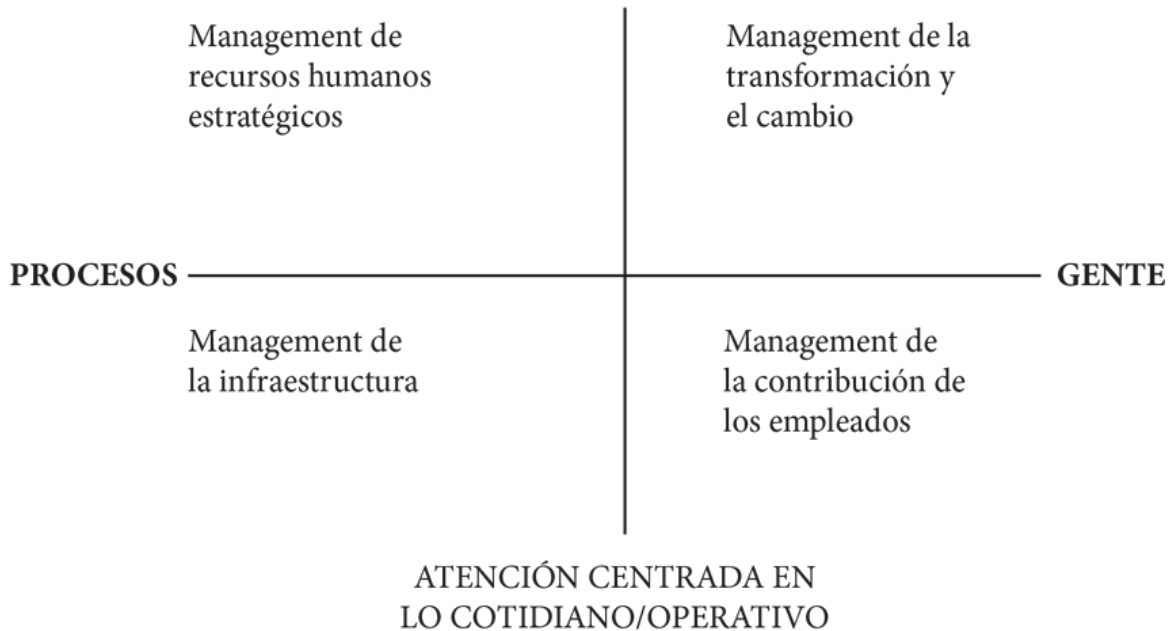 Management de
recursos humanos
estratégicos
Management de la
transformación y
el cambio
PROCESOS
GENTE
Management de
la infraestructura
Management de
la contribución de
los empleados
ATENCIÓN CENTRADA EN
LO COTIDIANO/OPERATIVO